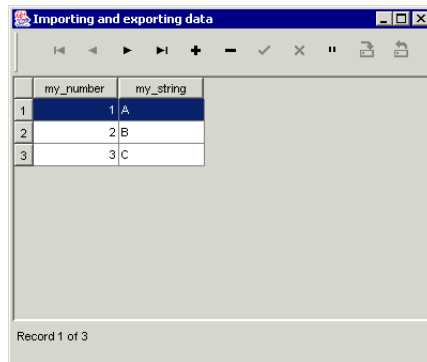 Importing and exporting data
my_number my_string
1 1 A
2 2 B
3 3 C
Record 1 of 3